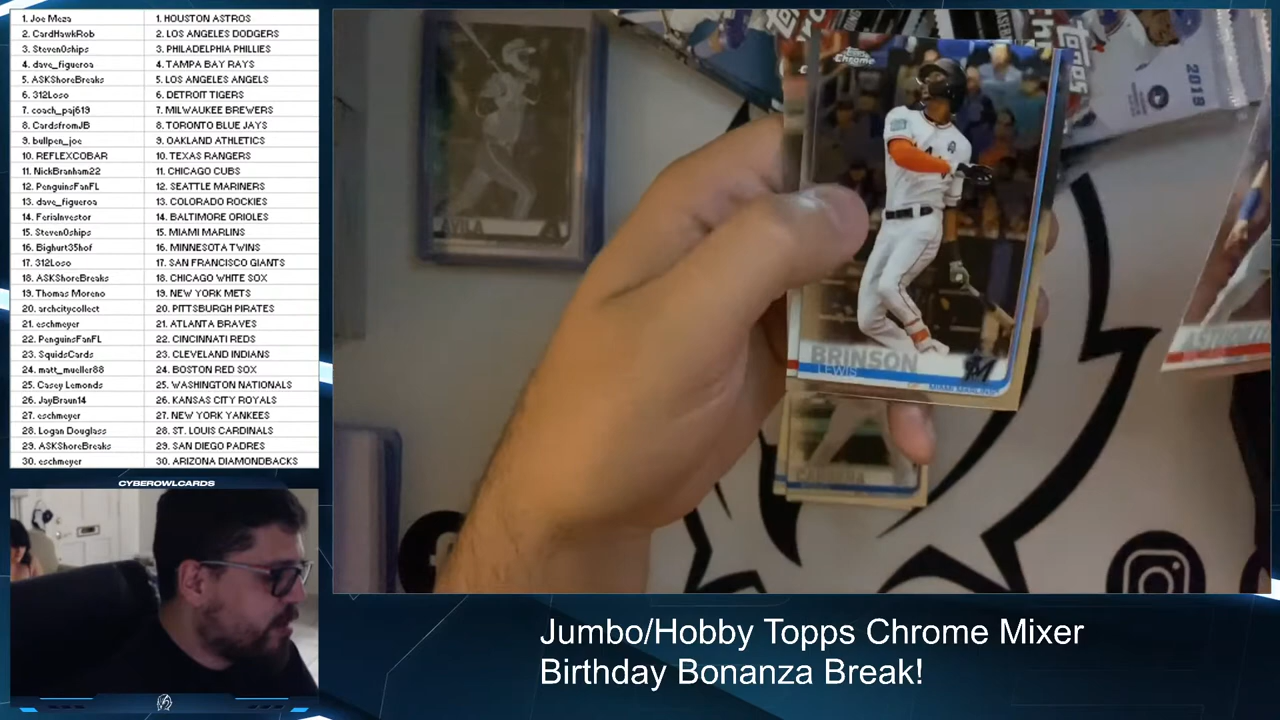 1. Joe Meza 1. HOUSTON ASTROS
2. CardHawkRob 2. LOS ANGELES DODGERS
3. Steven0ships 3. PHILADELPHIA PHILLIES
4. dave_figueroa 4. TAMPA BAY RAYS
5. ASKShoreBreaks 5. LOS ANGELES ANGELS
6. 312Loso 6. DETROIT TIGERS
7. coach_paj619 7. MILWAUKEE BREWERS
8. CardsfromJB 8. TORONTO BLUE JAYS
9. bullpen_joe 9. OAKLAND ATHLETICS
10. REFLEXCOBAR 10. TEXAS RANGERS
11. NickBranham22 11. CHICAGO CUBS
12. PenguinsFanFL 12. SEATTLE MARINERS
13. dave_figueroa 13. COLORADO ROCKIES
14. FeriaInvestor 14. BALTIMORE ORIOLES
15. Steven0ships 15. MIAMI MARLINS
16. Bighurt35hof 16. MINNESOTA TWINS
17. 312Loso 17. SAN FRANCISCO GIANTS
18. ASKShoreBreaks 18. CHICAGO WHITE SOX
19. Thomas Moreno 19. NEW YORK METS
20. archcitycollect 20. PITTSBURGH PIRATES
21. eschmeyer 21. ATLANTA BRAVES
22. PenguinsFanFL 22. CINCINNATI REDS
23. SquidsCards 23. CLEVELAND INDIANS
24. matt_mueller88 24. BOSTON RED SOX
25. Casey Lemonds 25. WASHINGTON NATIONALS
26. JayBraun14 26. KANSAS CITY ROYALS
27. eschmeyer 27. NEW YORK YANKEES
28. Logan Douglass 28. ST. LOUIS CARDINALS
29. ASKShoreBreaks 29. SAN DIEGO PADRES
30. eschmeyer 30. ARIZONA DIAMONDBACKS
CYBEROWLCARDS
AVILA
Topps
Chrome
BRINSON
LEWIS
Topps
2019
Jumbo/Hobby Topps Chrome Mixer
Birthday Bonanza Break!